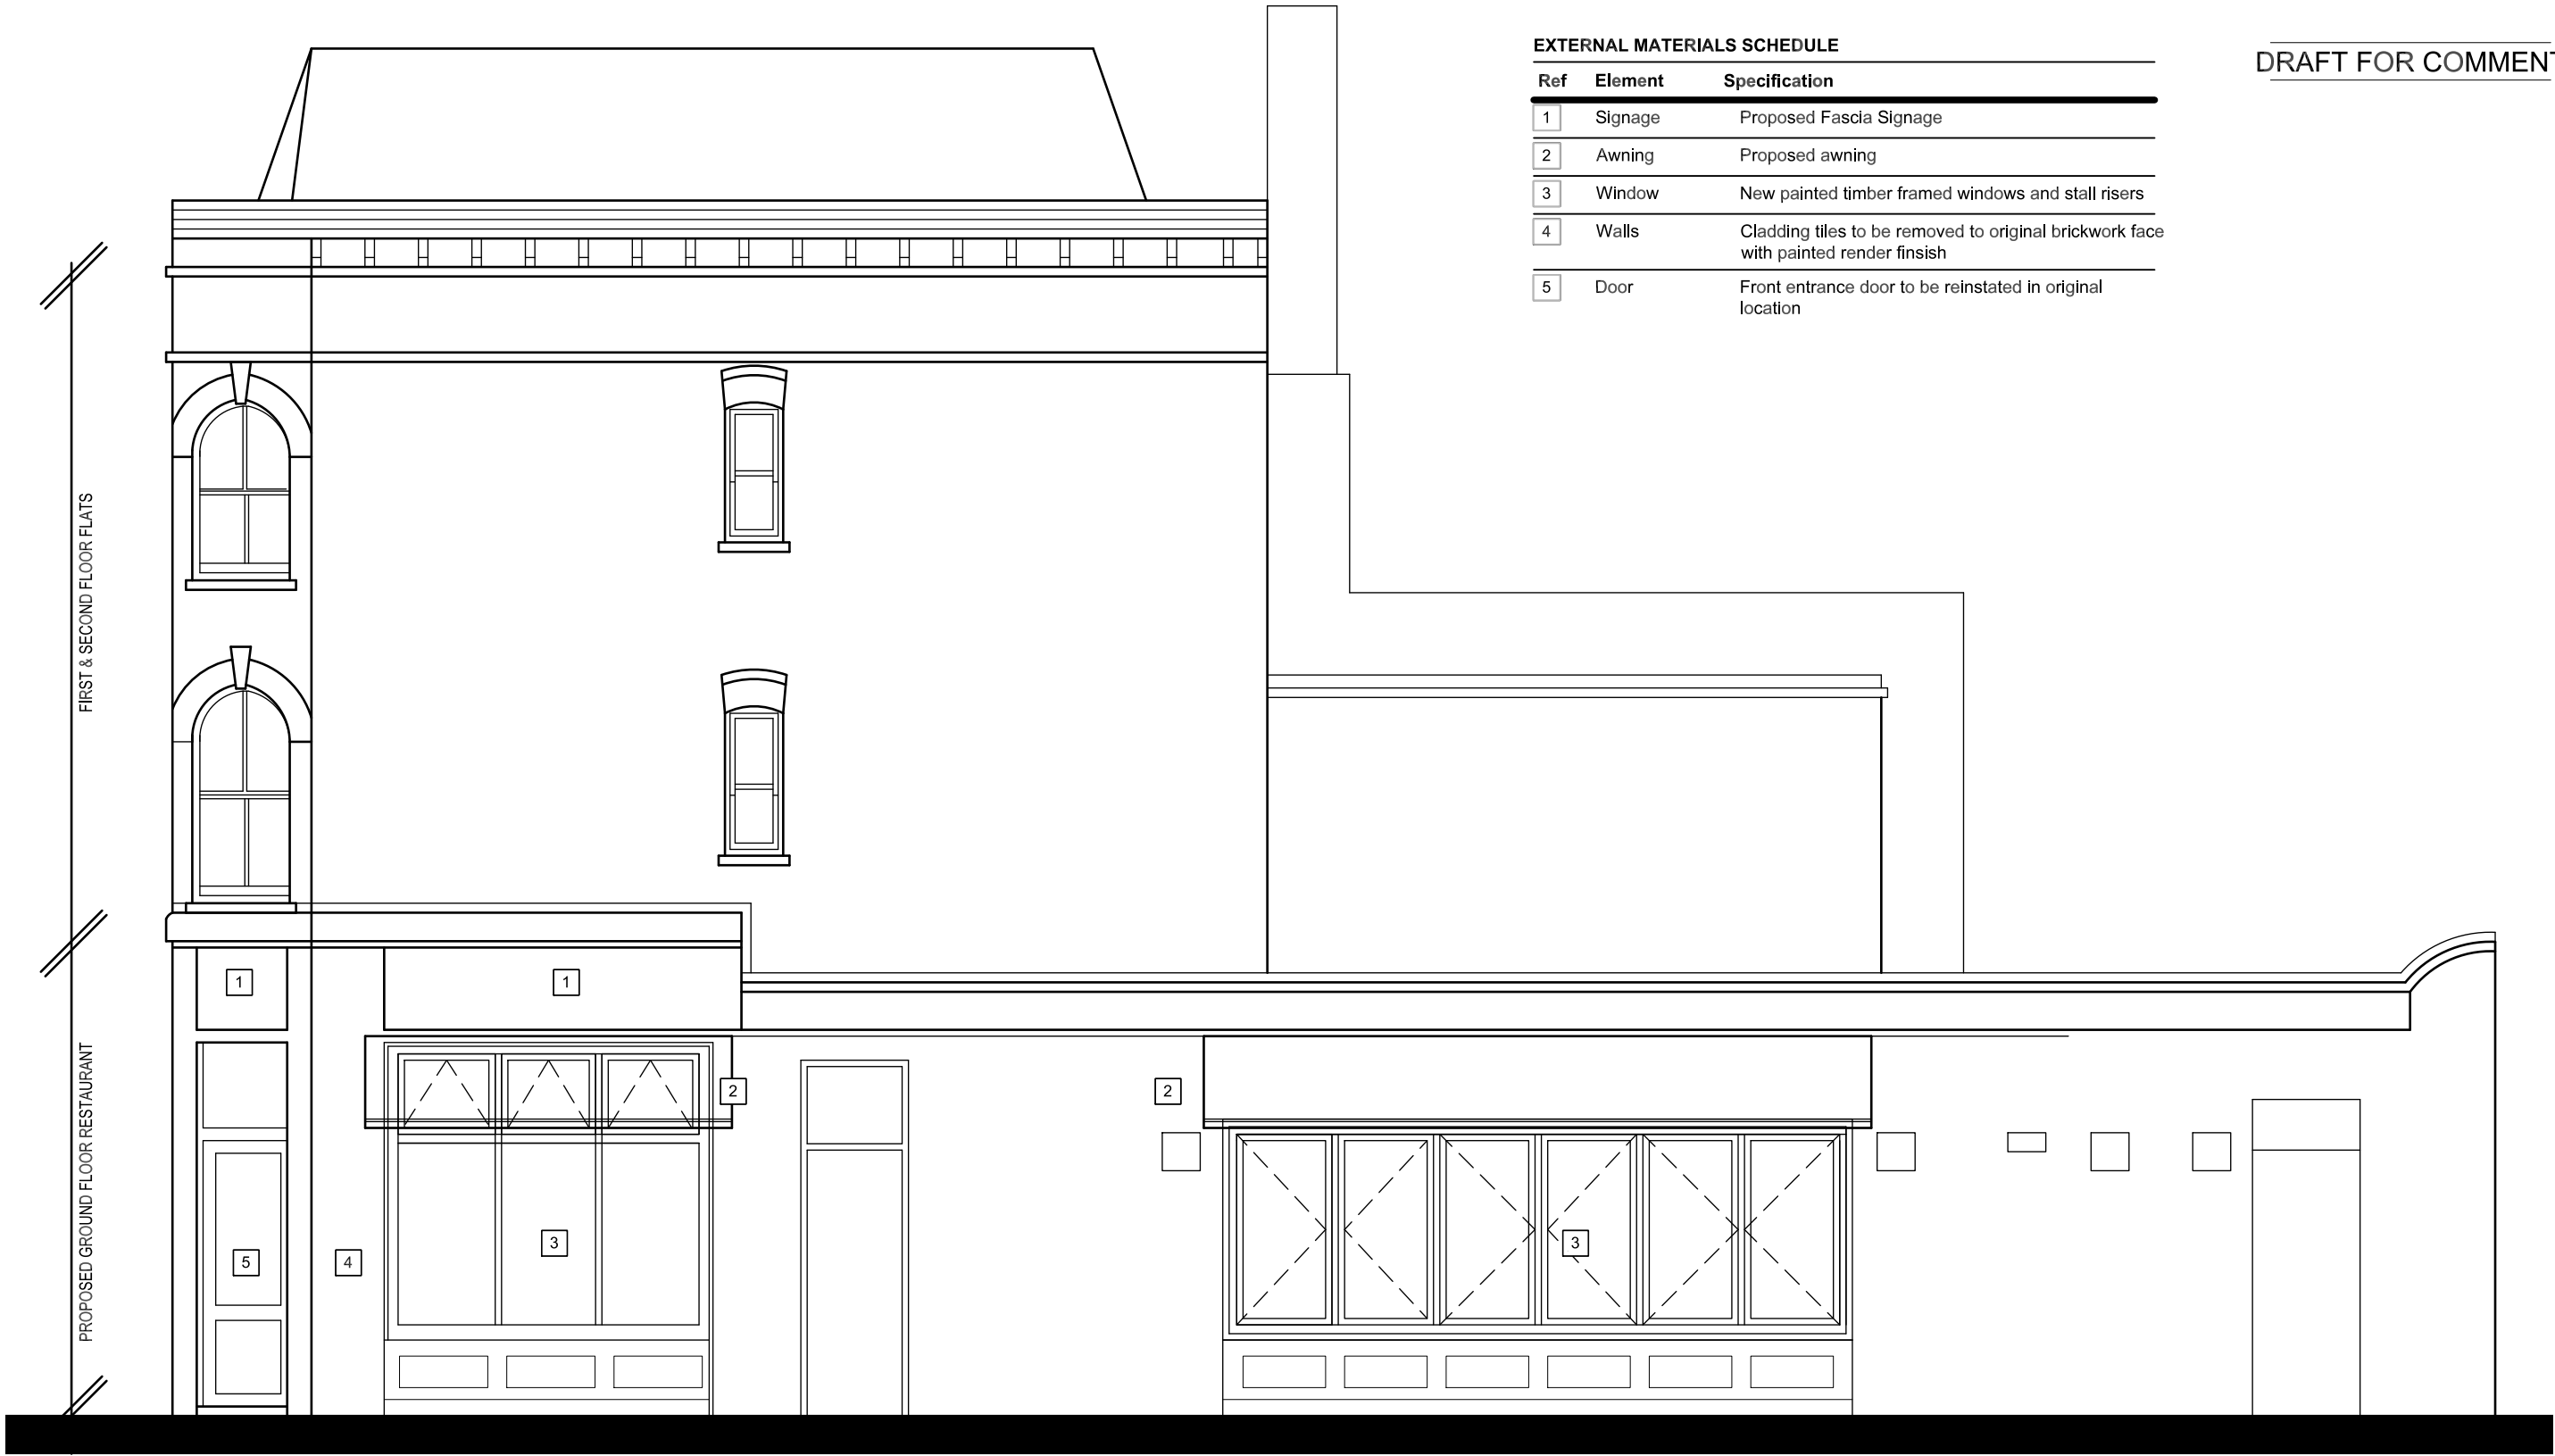 EXTERNAL MATERIALS SCHEDULE
DRAFT FOR COMMENT
Ref Element Specification
1 Signage Proposed Fascia Signage
2 Awning Proposed awning
3 Window New painted timber framed windows and stall risers
4 Walls Cladding tiles to be removed to original brickwork face
with painted render finsish
5 Door Front entrance door to be reinstated in original
location
FIRST & SECOND FLOOR FLATS
PROPOSED GROUND FLOOR RESTAURANT
1
1
2
2
3
3
5
4